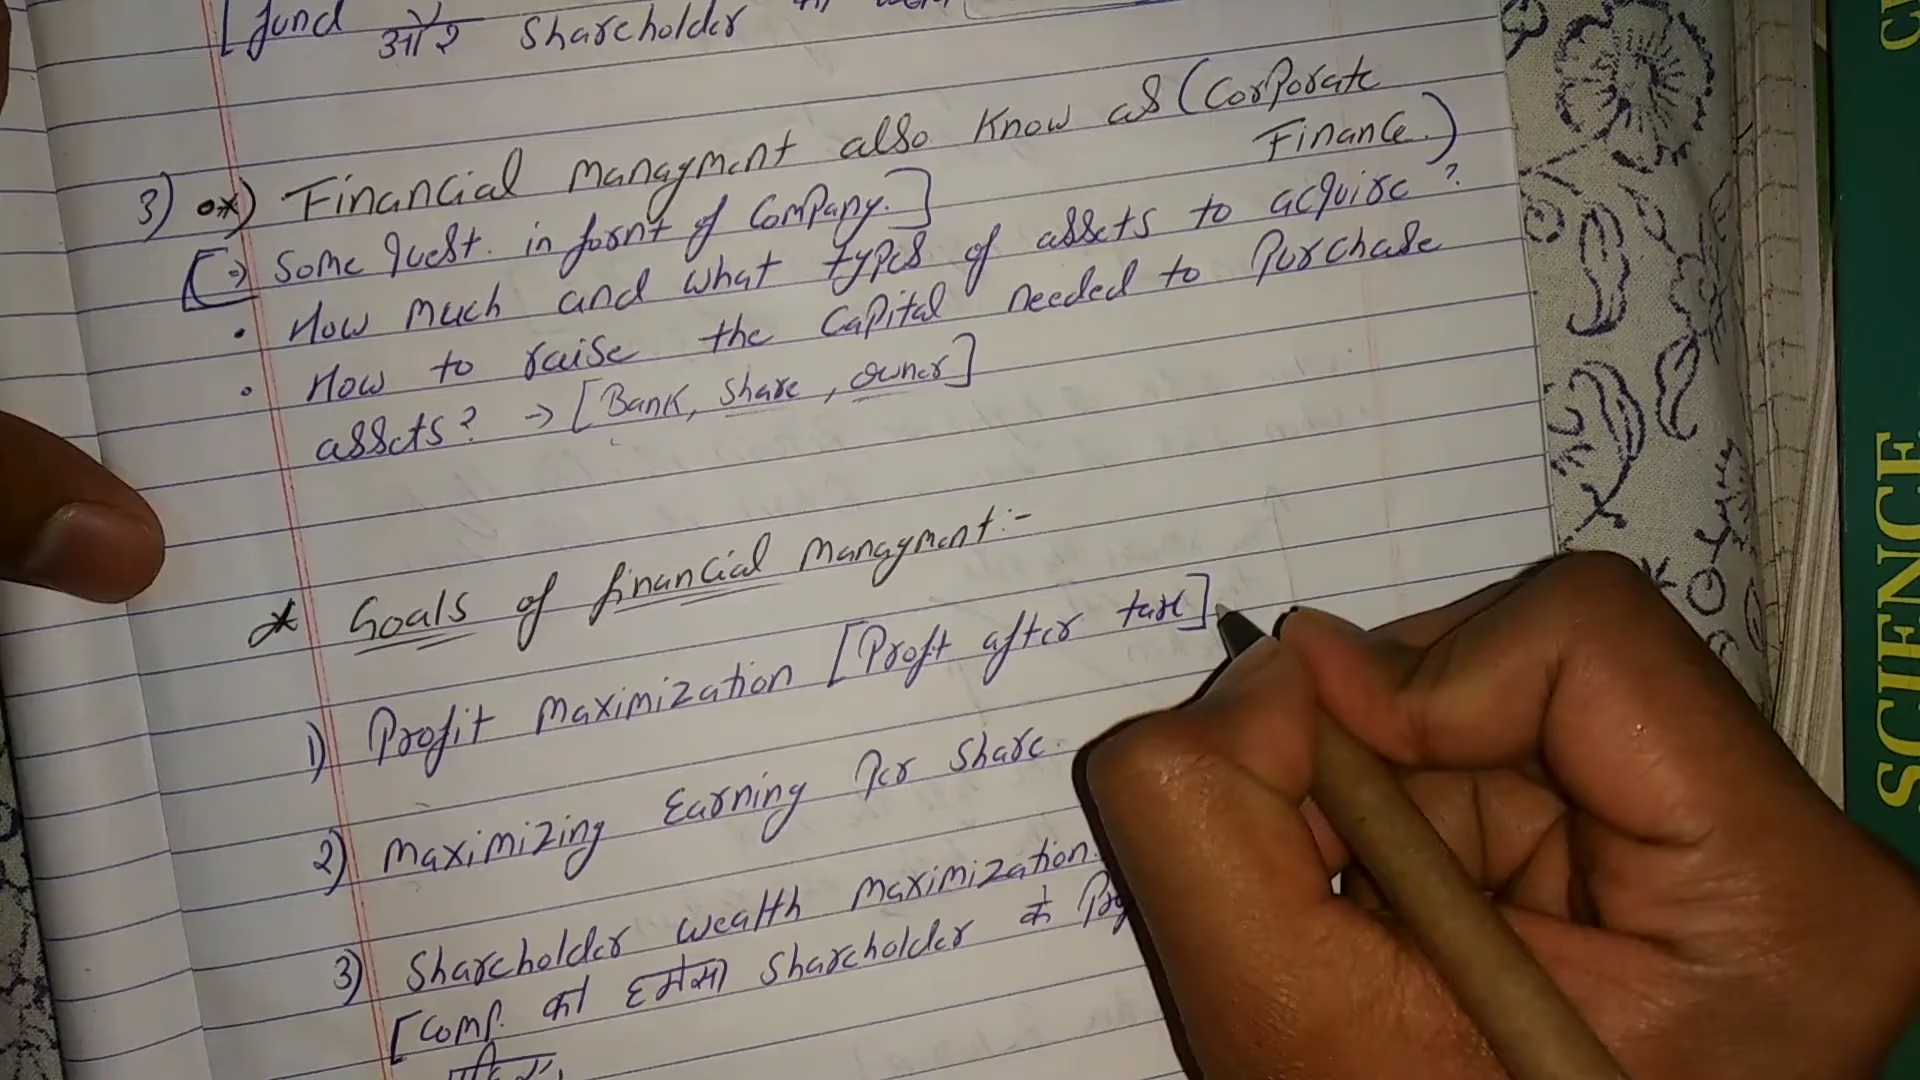 [fund और Shareholder
3) Financial Managment also Know as (Corporate
Finance.)
[⇒ Some Quest. in fornt of Company.]
• How much and what types of assets to acquire?
• How to raise the Capital needed to Purchase
assets? → [Bank, Share, owner]
* Goals of financial Managment:-
1) Profit Maximization [Profit after tax]
2) Maximizing Earning Per Share.
3) Shareholder wealth Maximization.
[Comp. को हमेसा Shareholder के
SCIENCE